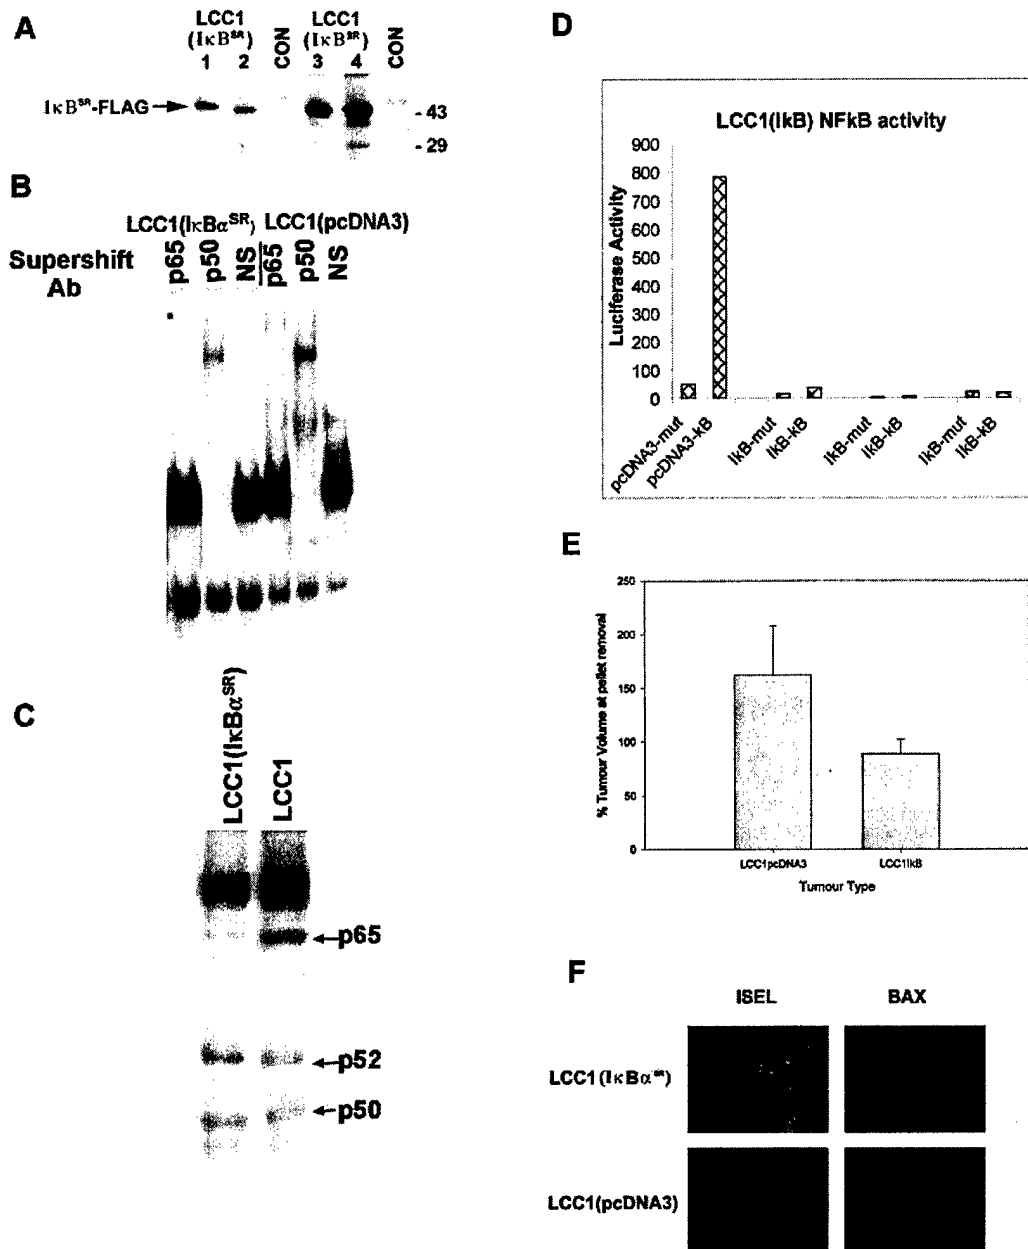 A
LCC1
(IκB^SR)
1 2
CON
LCC1
(IκB^SR)
3 4
CON
IκB^SR-FLAG
- 43
- 29
B
LCC1(IκBα^SR) LCC1(pcDNA3)
Supershift
Ab
p65
p50
NS
p65
p50
NS
C
LCC1(IκBα^SR)
LCC1
p65
p52
p50
D
LCC1(IkB) NFkB activity
Luciferase Activity
900
800
700
600
500
400
300
200
100
0
pcDNA3-mut
pcDNA3-kB
IkB-mut
IkB-kB
IkB-mut
IkB-kB
IkB-mut
IkB-kB
E
% Tumour Volume at pellet removal
250
200
150
100
50
0
LCC1pcDNA3
LCC1IkB
Tumour Type
F
ISEL
BAX
LCC1(IκBα^SR)
LCC1(pcDNA3)